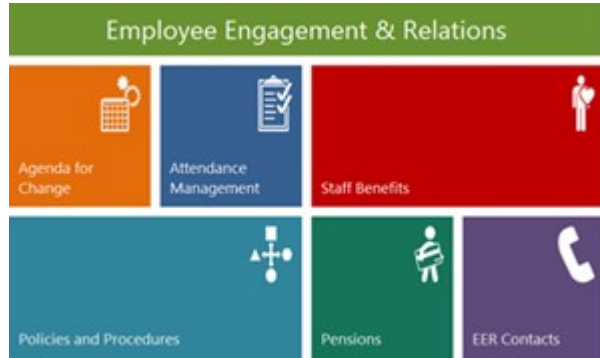 Employee Engagement & Relations
Agenda for
Change
Attendance
Management
Staff Benefits
Policies and Procedures
Pensions
EER Contacts